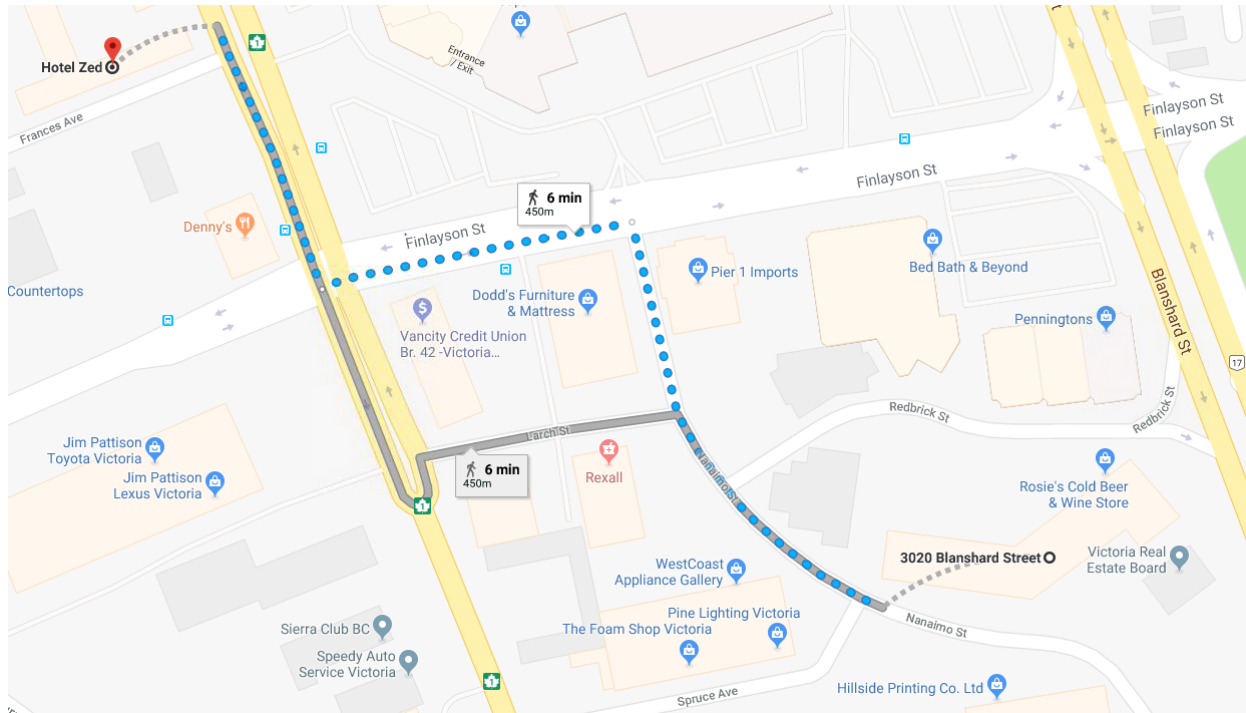 Entrance
/ Exit
Hotel Zed
1
Frances Ave
Finlayson St
Finlayson St
Finlayson St
6 min
450m
Denny's
Finlayson St
Pier 1 Imports
Bed Bath & Beyond
Countertops
Dodd's Furniture
& Mattress
Vancity Credit Union
Br. 42 -Victoria...
Penningtons
Blanshard St
17
Redbrick St
Redbrick St
Larch St
Jim Pattison
Toyota Victoria
Jim Pattison
Lexus Victoria
6 min
450m
Rexall
Nanaimo St
1
Rosie's Cold Beer
& Wine Store
3020 Blanshard Street
Victoria Real
Estate Board
WestCoast
Appliance Gallery
Pine Lighting Victoria
The Foam Shop Victoria
Nanaimo St
Sierra Club BC
Speedy Auto
Service Victoria
1
Spruce Ave
Hillside Printing Co. Ltd